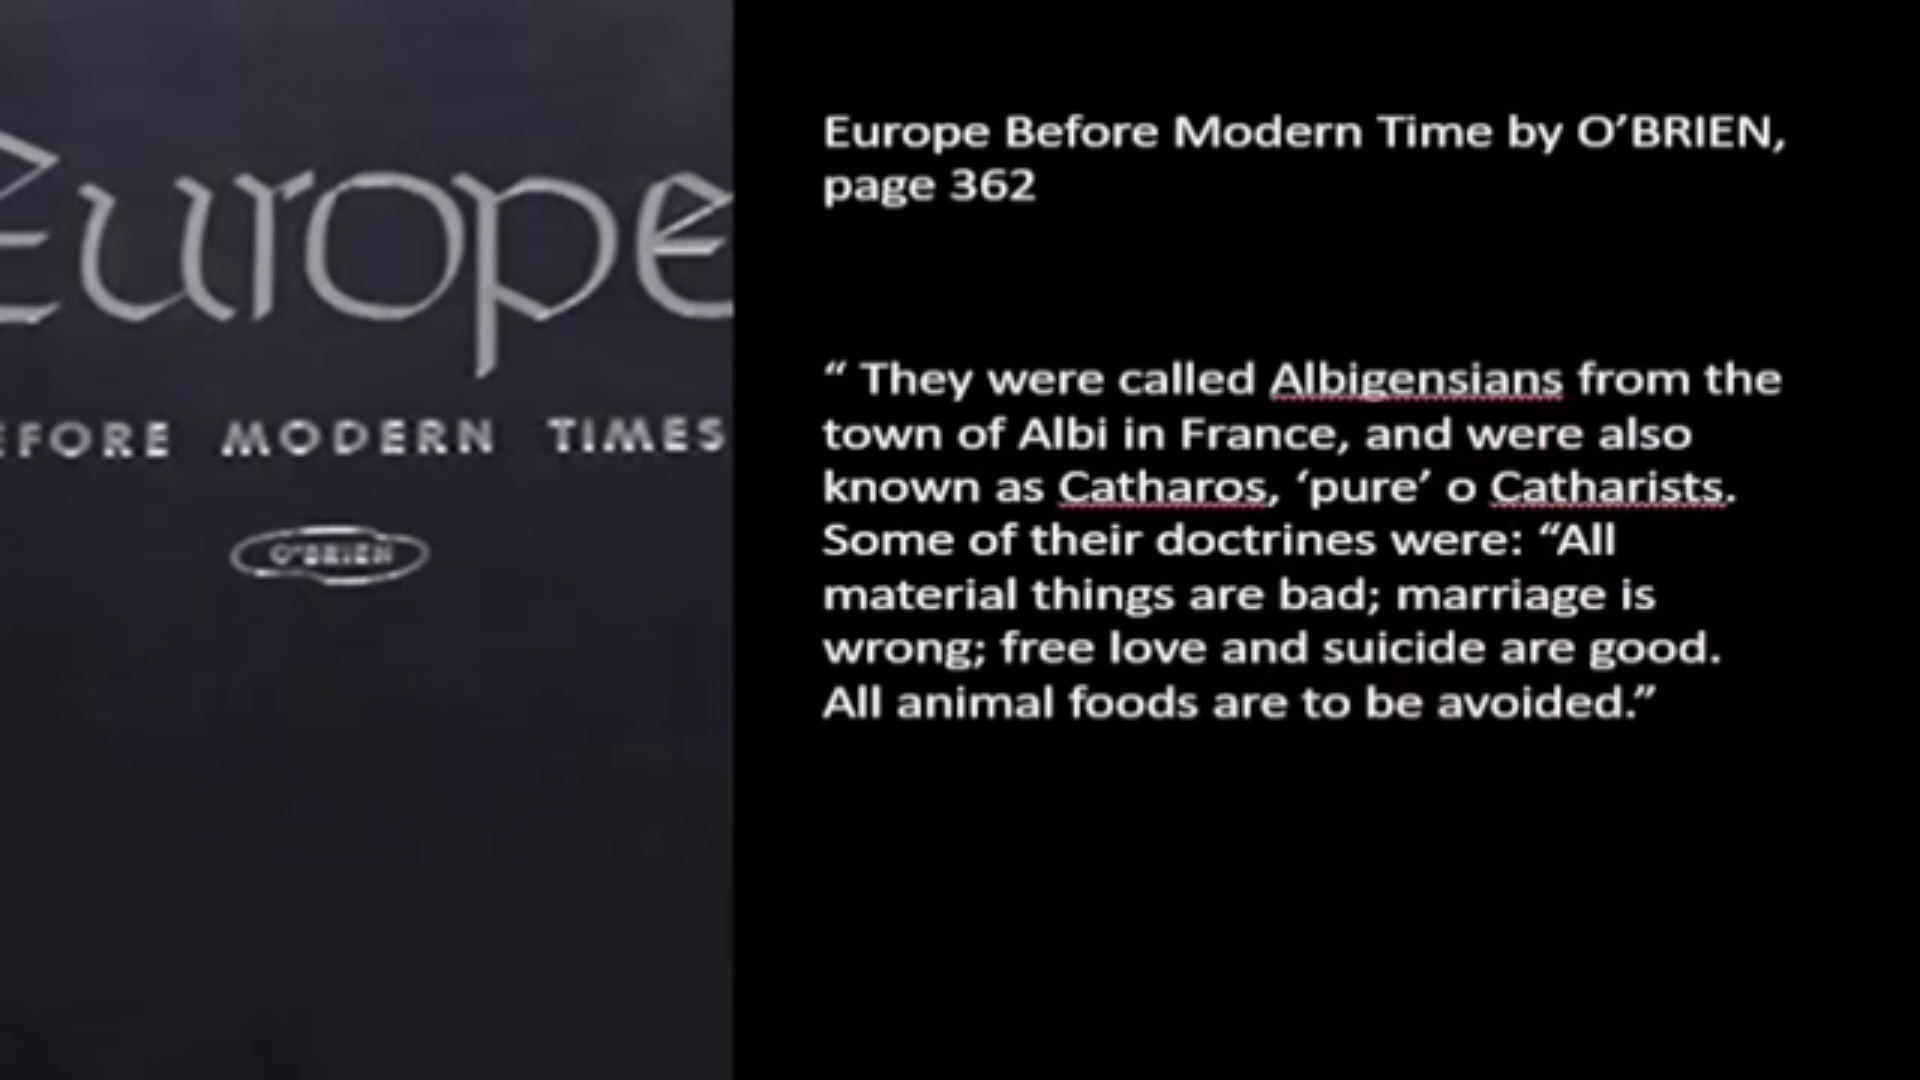 Europe
EFORE MODERN TIMES
O'BRIEN
Europe Before Modern Time by O’BRIEN,
page 362
“ They were called Albigensians from the
town of Albi in France, and were also
known as Catharos, ‘pure’ o Catharists.
Some of their doctrines were: “All
material things are bad; marriage is
wrong; free love and suicide are good.
All animal foods are to be avoided.”